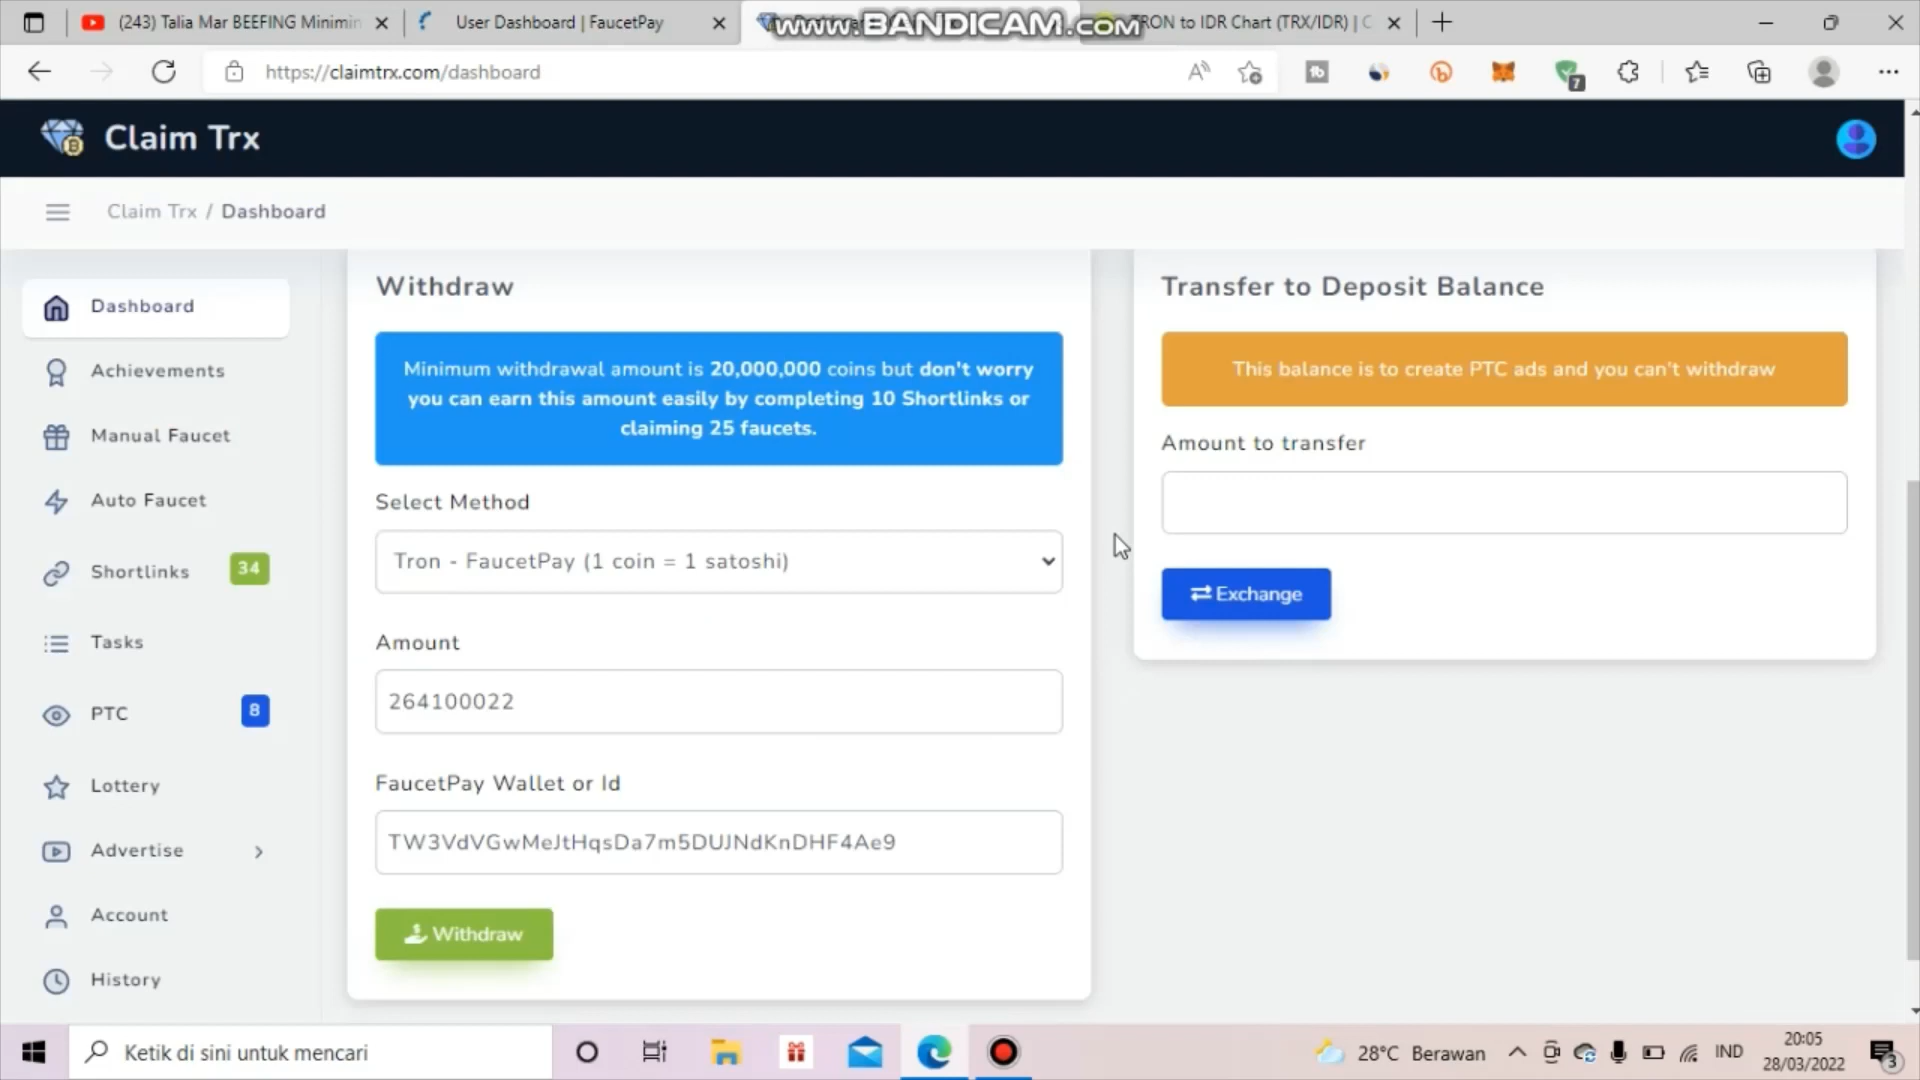 (243) Talia Mar BEEFING Minimin
User Dashboard | FaucetPay
www.BANDICAM.com
TRON to IDR Chart (TRX/IDR) |
https://claimtrx.com/dashboard
7
Claim Trx
Claim Trx / Dashboard
Dashboard
Achievements
Manual Faucet
Auto Faucet
Shortlinks 34
Tasks
PTC 8
Lottery
Advertise
Account
History
Withdraw
Minimum withdrawal amount is 20,000,000 coins but don't worry
you can earn this amount easily by completing 10 Shortlinks or
claiming 25 faucets.
Select Method
Tron - FaucetPay (1 coin = 1 satoshi)
Amount
264100022
FaucetPay Wallet or Id
TW3VdVGwMeJtHqsDa7m5DUJNdKnDHF4Ae9
Withdraw
Transfer to Deposit Balance
This balance is to create PTC ads and you can't withdraw
Amount to transfer
Exchange
Ketik di sini untuk mencari
28°C Berawan
IND
20:05
28/03/2022
3